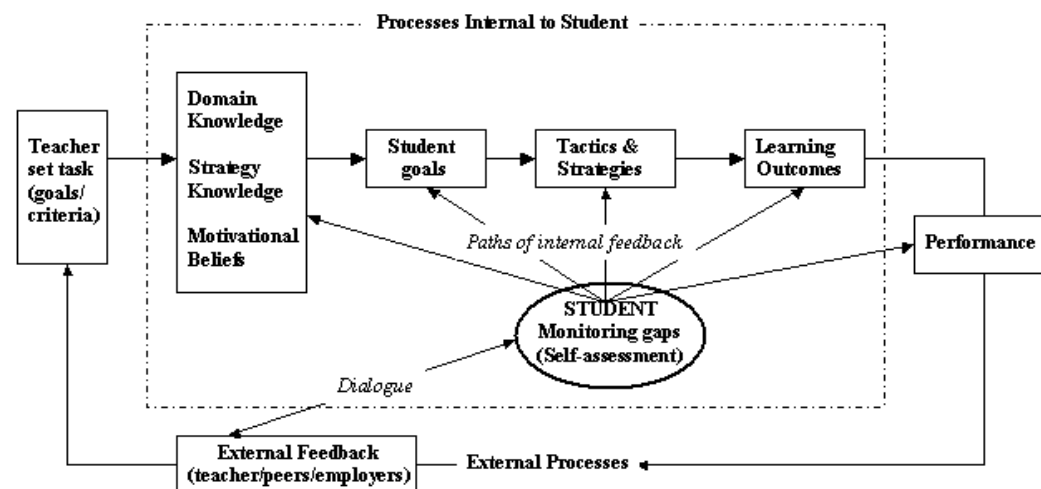 Processes Internal to Student
Teacher
set task
(goals/
criteria)
Domain
Knowledge
Strategy
Knowledge
Motivational
Beliefs
Student
goals
Tactics &
Strategies
Learning
Outcomes
Performance
Paths of internal feedback
STUDENT
Monitoring gaps
(Self-assessment)
Dialogue
External Feedback
(teacher/peers/employers)
External Processes